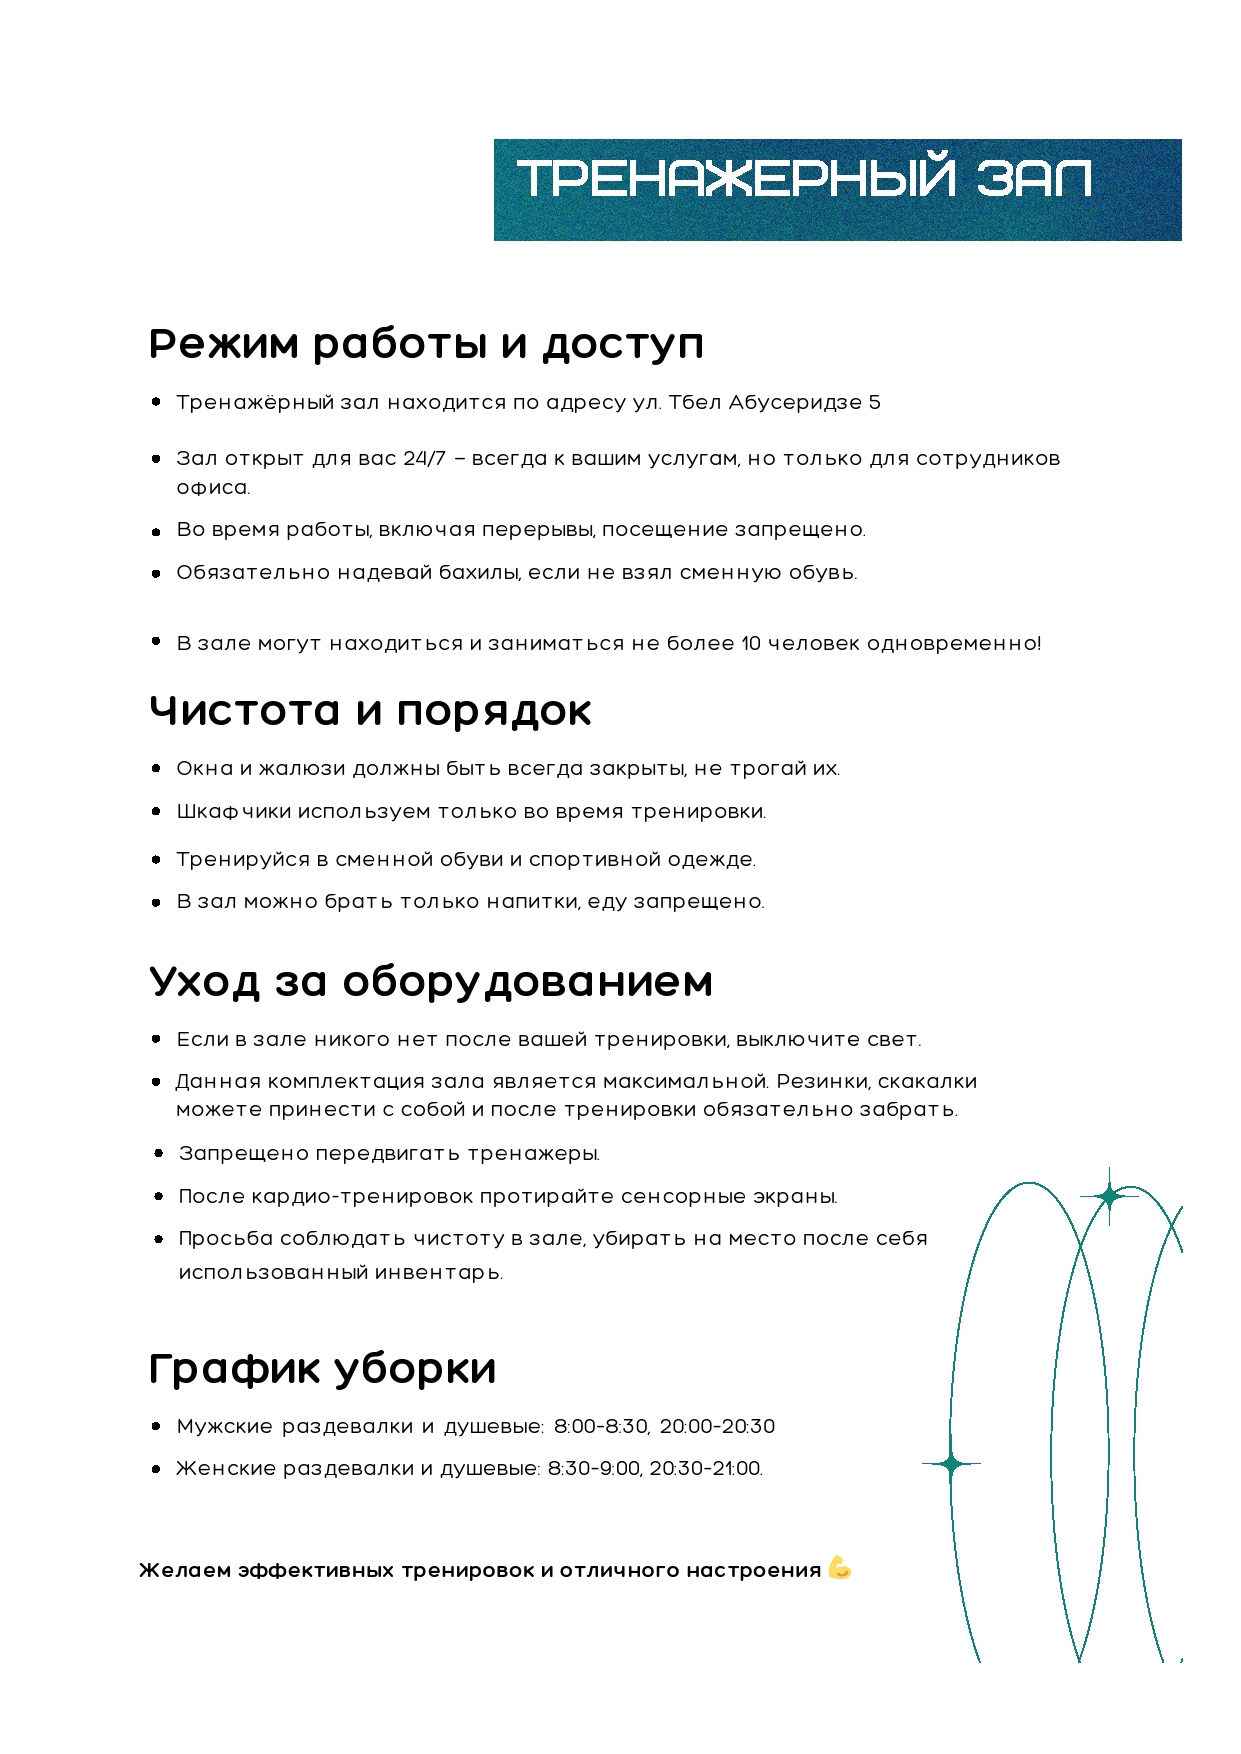 ТРЕНАЖЕРНЫЙ ЗАЛ
Режим работы и доступ
• Тренажёрный зал находится по адресу ул. Тбел Абусеридзе 5
• Зал открыт для вас 24/7 – всегда к вашим услугам, но только для сотрудников
офиса.
• Во время работы, включая перерывы, посещение запрещено.
• Обязательно надевай бахилы, если не взял сменную обувь.
• В зале могут находиться и заниматься не более 10 человек одновременно!
Чистота и порядок
• Окна и жалюзи должны быть всегда закрыты, не трогай их.
• Шкафчики используем только во время тренировки.
• Тренируйся в сменной обуви и спортивной одежде.
• В зал можно брать только напитки, еду запрещено.
Уход за оборудованием
• Если в зале никого нет после вашей тренировки, выключите свет.
• Данная комплектация зала является максимальной. Резинки, скакалки
можете принести с собой и после тренировки обязательно забрать.
• Запрещено передвигать тренажеры.
• После кардио-тренировок протирайте сенсорные экраны.
• Просьба соблюдать чистоту в зале, убирать на место после себя
использованный инвентарь.
График уборки
• Мужские раздевалки и душевые: 8:00-8:30, 20:00-20:30
• Женские раздевалки и душевые: 8:30-9:00, 20:30-21:00.
Желаем эффективных тренировок и отличного настроения 💪